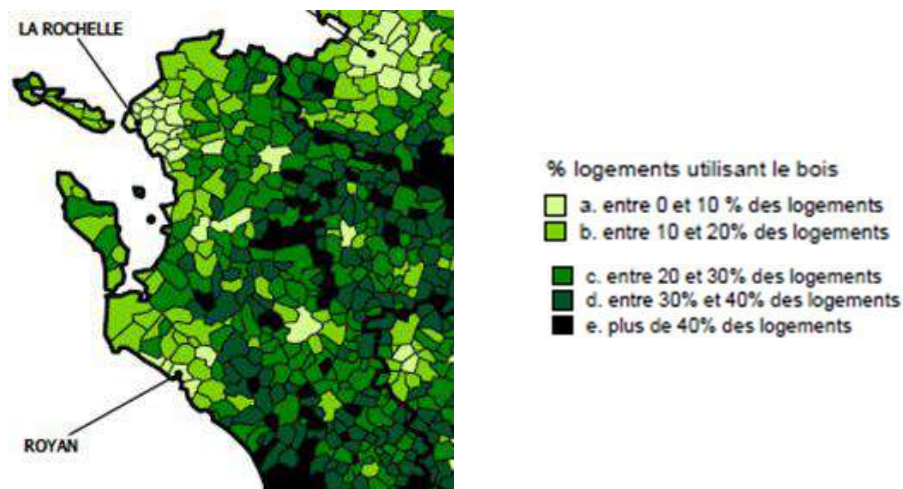 LA ROCHELLE
ROYAN
% logements utilisant le bois
a. entre 0 et 10 % des logements
b. entre 10 et 20% des logements
c. entre 20 et 30% des logements
d. entre 30% et 40% des logements
e. plus de 40% des logements